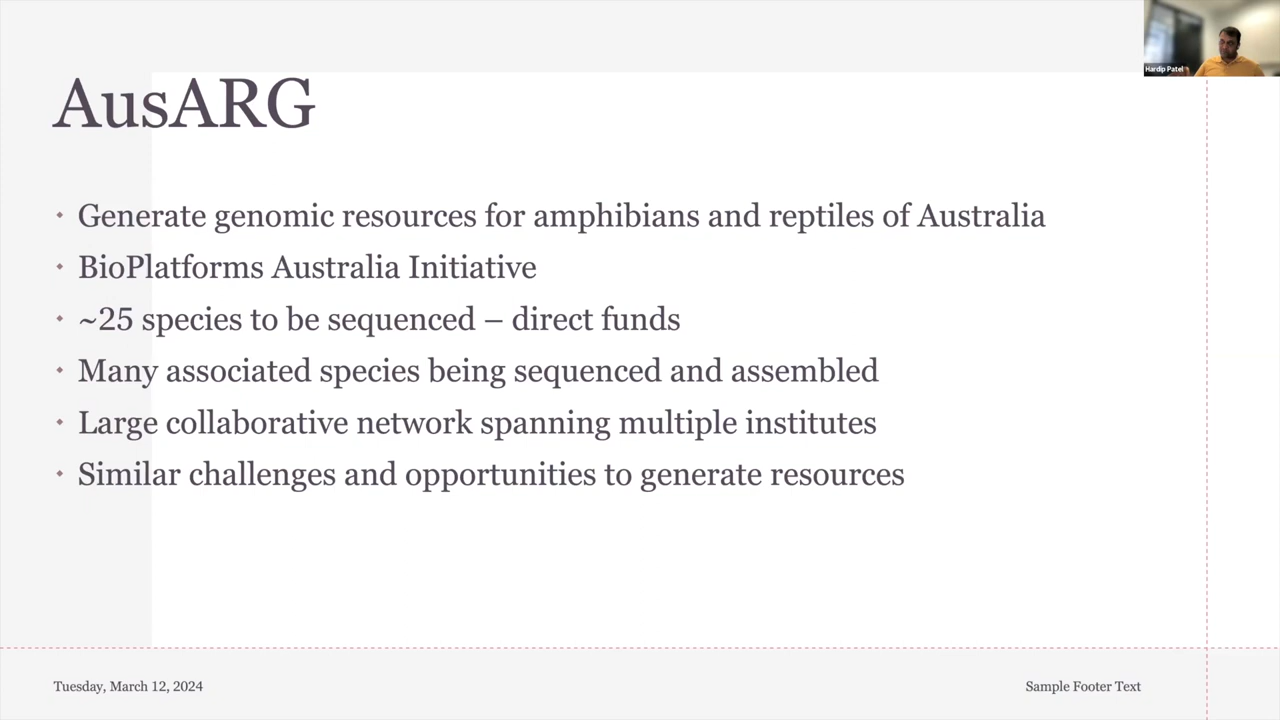 Hardip Patel
AusARG
Generate genomic resources for amphibians and reptiles of Australia
BioPlatforms Australia Initiative
~25 species to be sequenced – direct funds
Many associated species being sequenced and assembled
Large collaborative network spanning multiple institutes
Similar challenges and opportunities to generate resources
Tuesday, March 12, 2024
Sample Footer Text